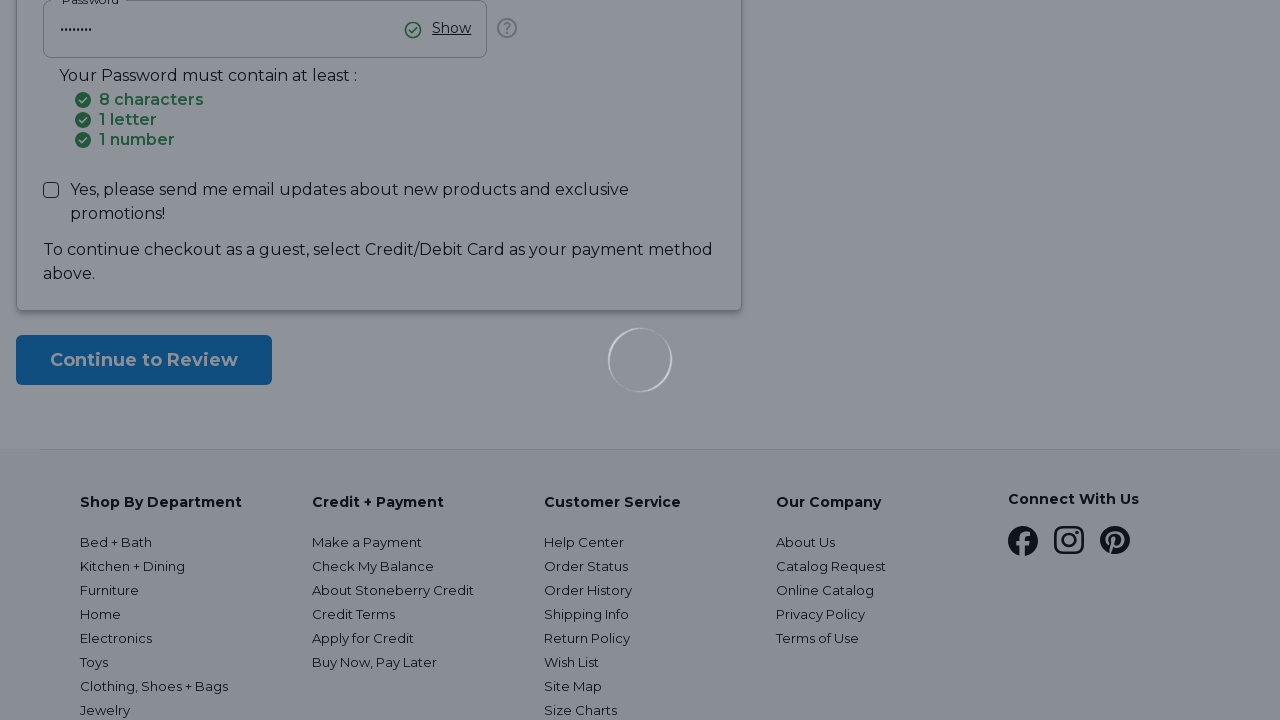 Password
••••••••
Show
Your Password must contain at least :
8 characters
1 letter
1 number
Yes, please send me email updates about new products and exclusive
promotions!
To continue checkout as a guest, select Credit/Debit Card as your payment method
above.
Continue to Review
Shop By Department
Bed + Bath
Kitchen + Dining
Furniture
Home
Electronics
Toys
Clothing, Shoes + Bags
Jewelry
Credit + Payment
Make a Payment
Check My Balance
About Stoneberry Credit
Credit Terms
Apply for Credit
Buy Now, Pay Later
Customer Service
Help Center
Order Status
Order History
Shipping Info
Return Policy
Wish List
Site Map
Size Charts
Our Company
About Us
Catalog Request
Online Catalog
Privacy Policy
Terms of Use
Connect With Us